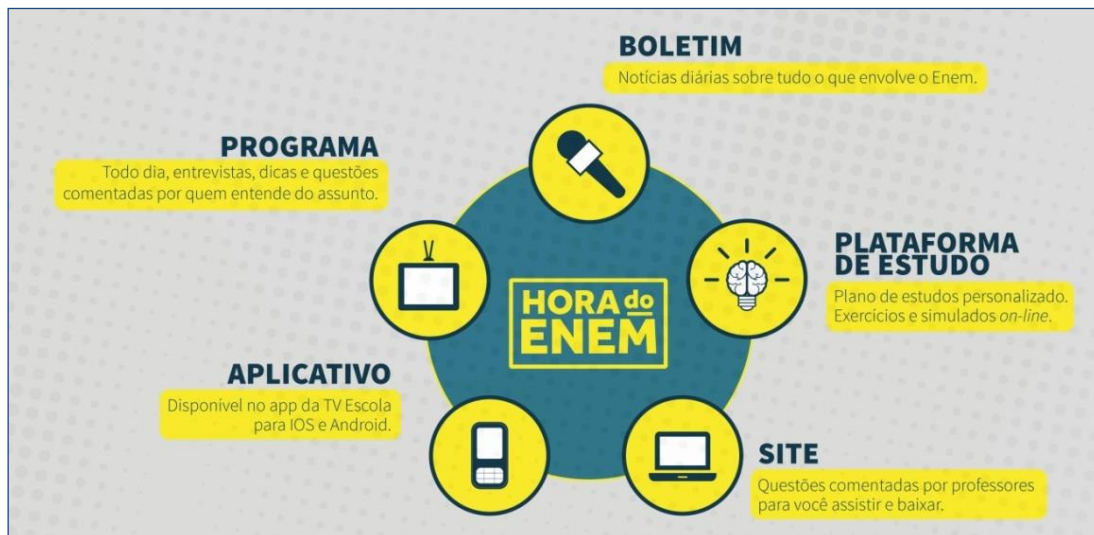 BOLETIM
Notícias diárias sobre tudo o que envolve o Enem.
PROGRAMA
Todo dia, entrevistas, dicas e questões
comentadas por quem entende do assunto.
PLATAFORMA
DE ESTUDO
Plano de estudos personalizado.
Exercícios e simulados on-line.
HORA do
ENEM
APLICATIVO
Disponível no app da TV Escola
para IOS e Android.
SITE
Questões comentadas por professores
para você assistir e baixar.